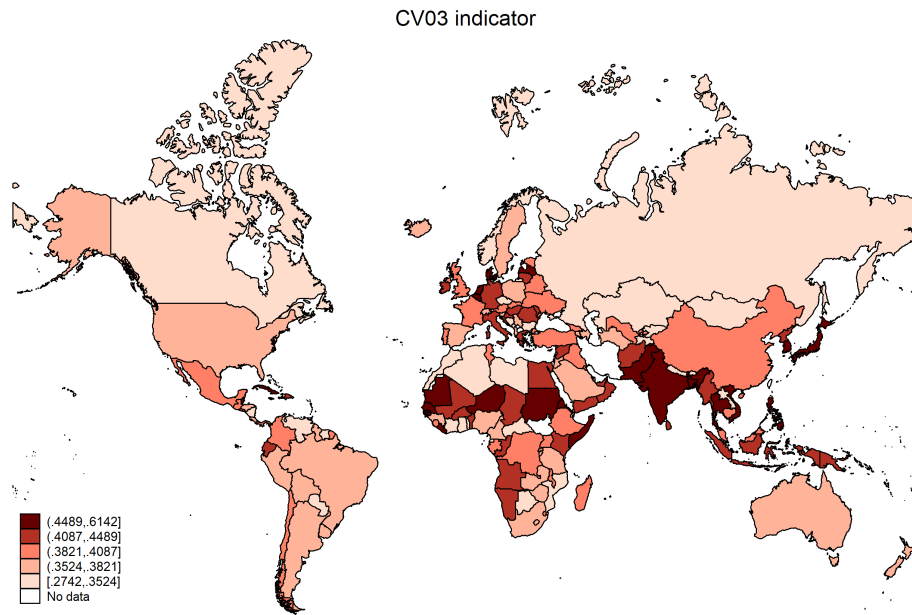 CV03 indicator
(.4489,.6142]
(.4087,.4489]
(.3821,.4087]
(.3524,.3821]
[.2742,.3524]
No data